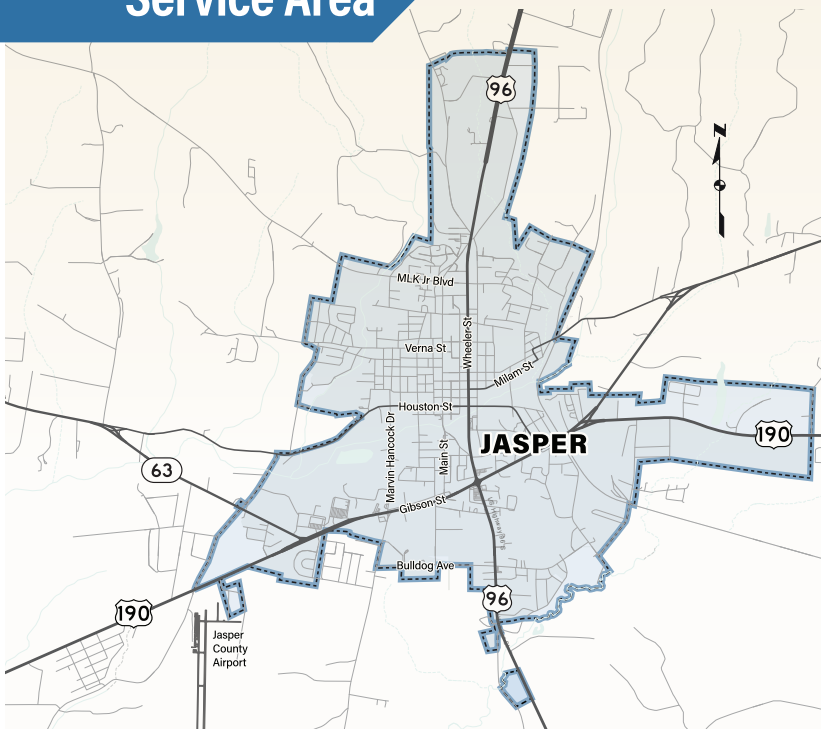 Service Area
96
N
MLK Jr Blvd
Wheeler St
Verna St
Milam St
Houston St
Marvin Hancock Dr
Main St
JASPER
190
63
Gibson St
Bulldog Ave
96
190
Jasper
County
Airport